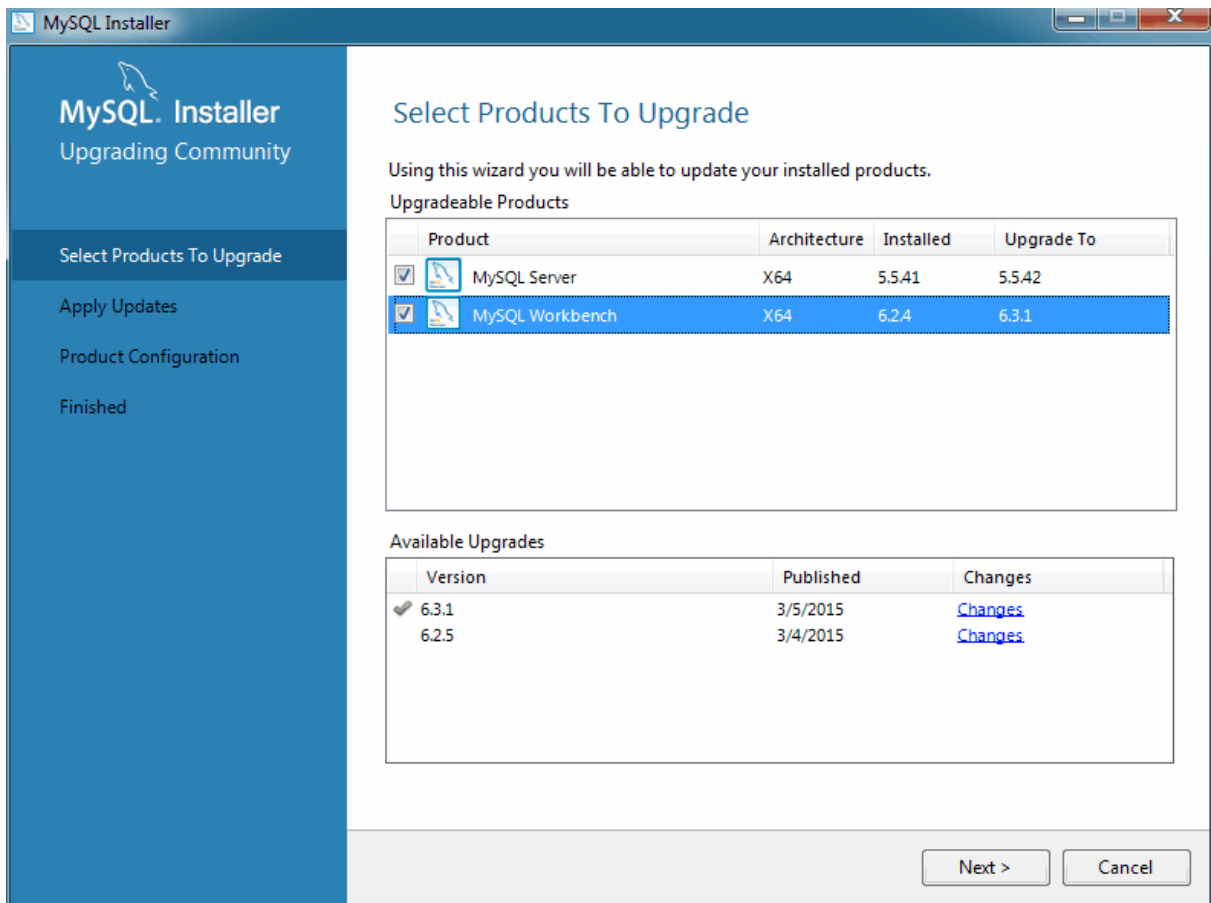 MySQL Installer
MySQL. Installer
Upgrading Community
Select Products To Upgrade
Apply Updates
Product Configuration
Finished
Select Products To Upgrade
Using this wizard you will be able to update your installed products.
Upgradeable Products
Product Architecture Installed Upgrade To
MySQL Server X64 5.5.41 5.5.42
MySQL Workbench X64 6.2.4 6.3.1
Available Upgrades
Version Published Changes
6.3.1 3/5/2015 Changes
6.2.5 3/4/2015 Changes
Next > Cancel